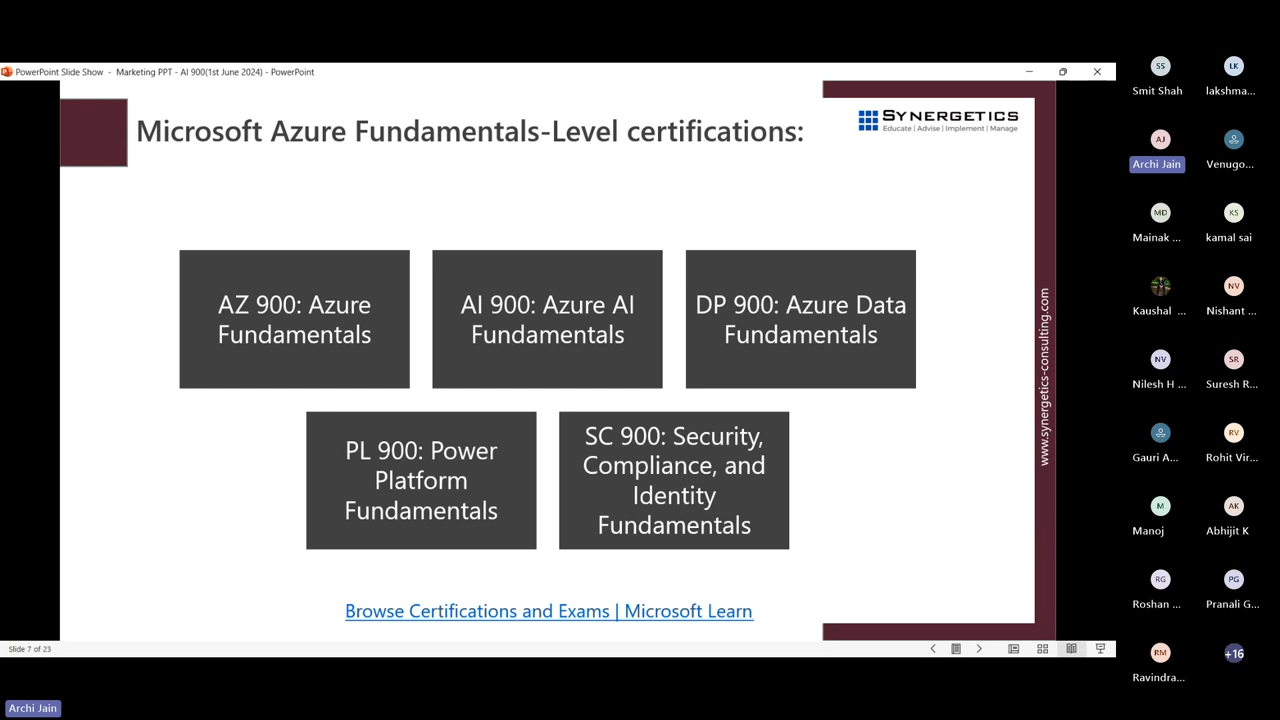 PowerPoint Slide Show - Marketing PPT - AI 900(1st June 2024) - PowerPoint
Microsoft Azure Fundamentals-Level certifications:
SYNERGETICS
Educate | Advise | Implement | Manage
AZ 900: Azure
Fundamentals
AI 900: Azure AI
Fundamentals
DP 900: Azure Data
Fundamentals
PL 900: Power
Platform
Fundamentals
SC 900: Security,
Compliance, and
Identity
Fundamentals
Browse Certifications and Exams | Microsoft Learn
www.synergetics-consulting.com
Slide 7 of 23
Archi Jain
SS
Smit Shah
LK
lakshma...
AJ
Archi Jain
Venugo...
MD
Mainak ...
KS
kamal sai
Kaushal ...
NV
Nishant ...
NV
Nilesh H ...
SR
Suresh R...
Gauri A...
RV
Rohit Vir...
M
Manoj
AK
Abhijit K
RG
Roshan ...
PG
Pranali G...
RM
Ravindra...
+16